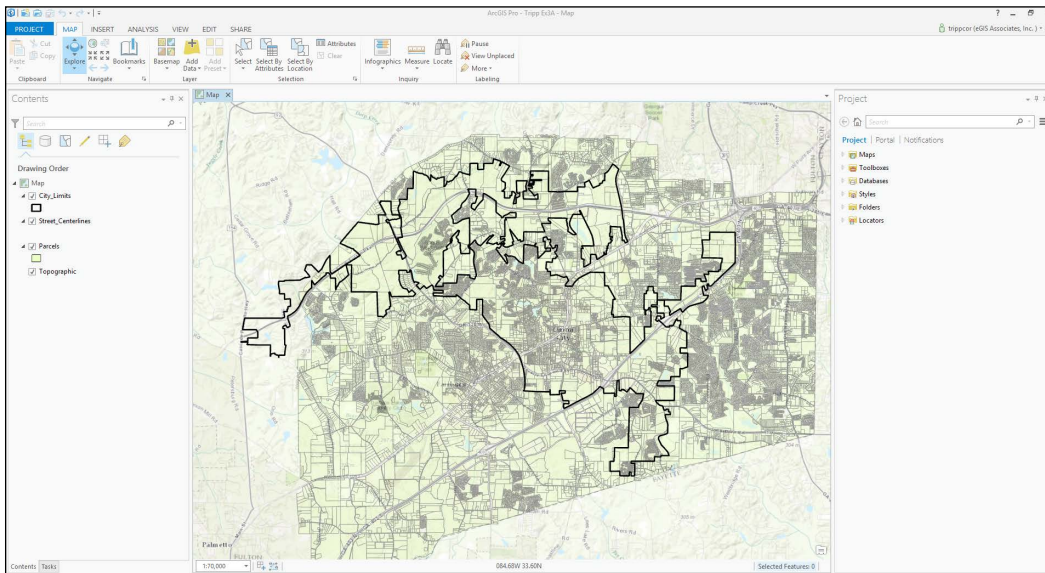 ArcGIS Pro - Tripp Ex3A - Map
PROJECT MAP INSERT ANALYSIS VIEW EDIT SHARE
trippcor (eGIS Associates, Inc.)
Paste
Cut
Copy
Clipboard
Explore
Bookmarks
Navigate
Basemap
Add Data
Add Preset
Layer
Select
Select By Attributes
Select By Location
Attributes
Clear
Selection
Infographics
Measure
Locate
Inquiry
Pause
View Unplaced
More
Labeling
Contents
Search
Drawing Order
Map
City_Limits
Street_Centerlines
Parcels
Topographic
Contents Tasks
Map
Palmetto
FULTON
FAYETTE
Rivers Rd
1:70,000
084.68W 33.60N
Selected Features: 0
Project
Search
Project | Portal | Notifications
Maps
Toolboxes
Databases
Styles
Folders
Locators